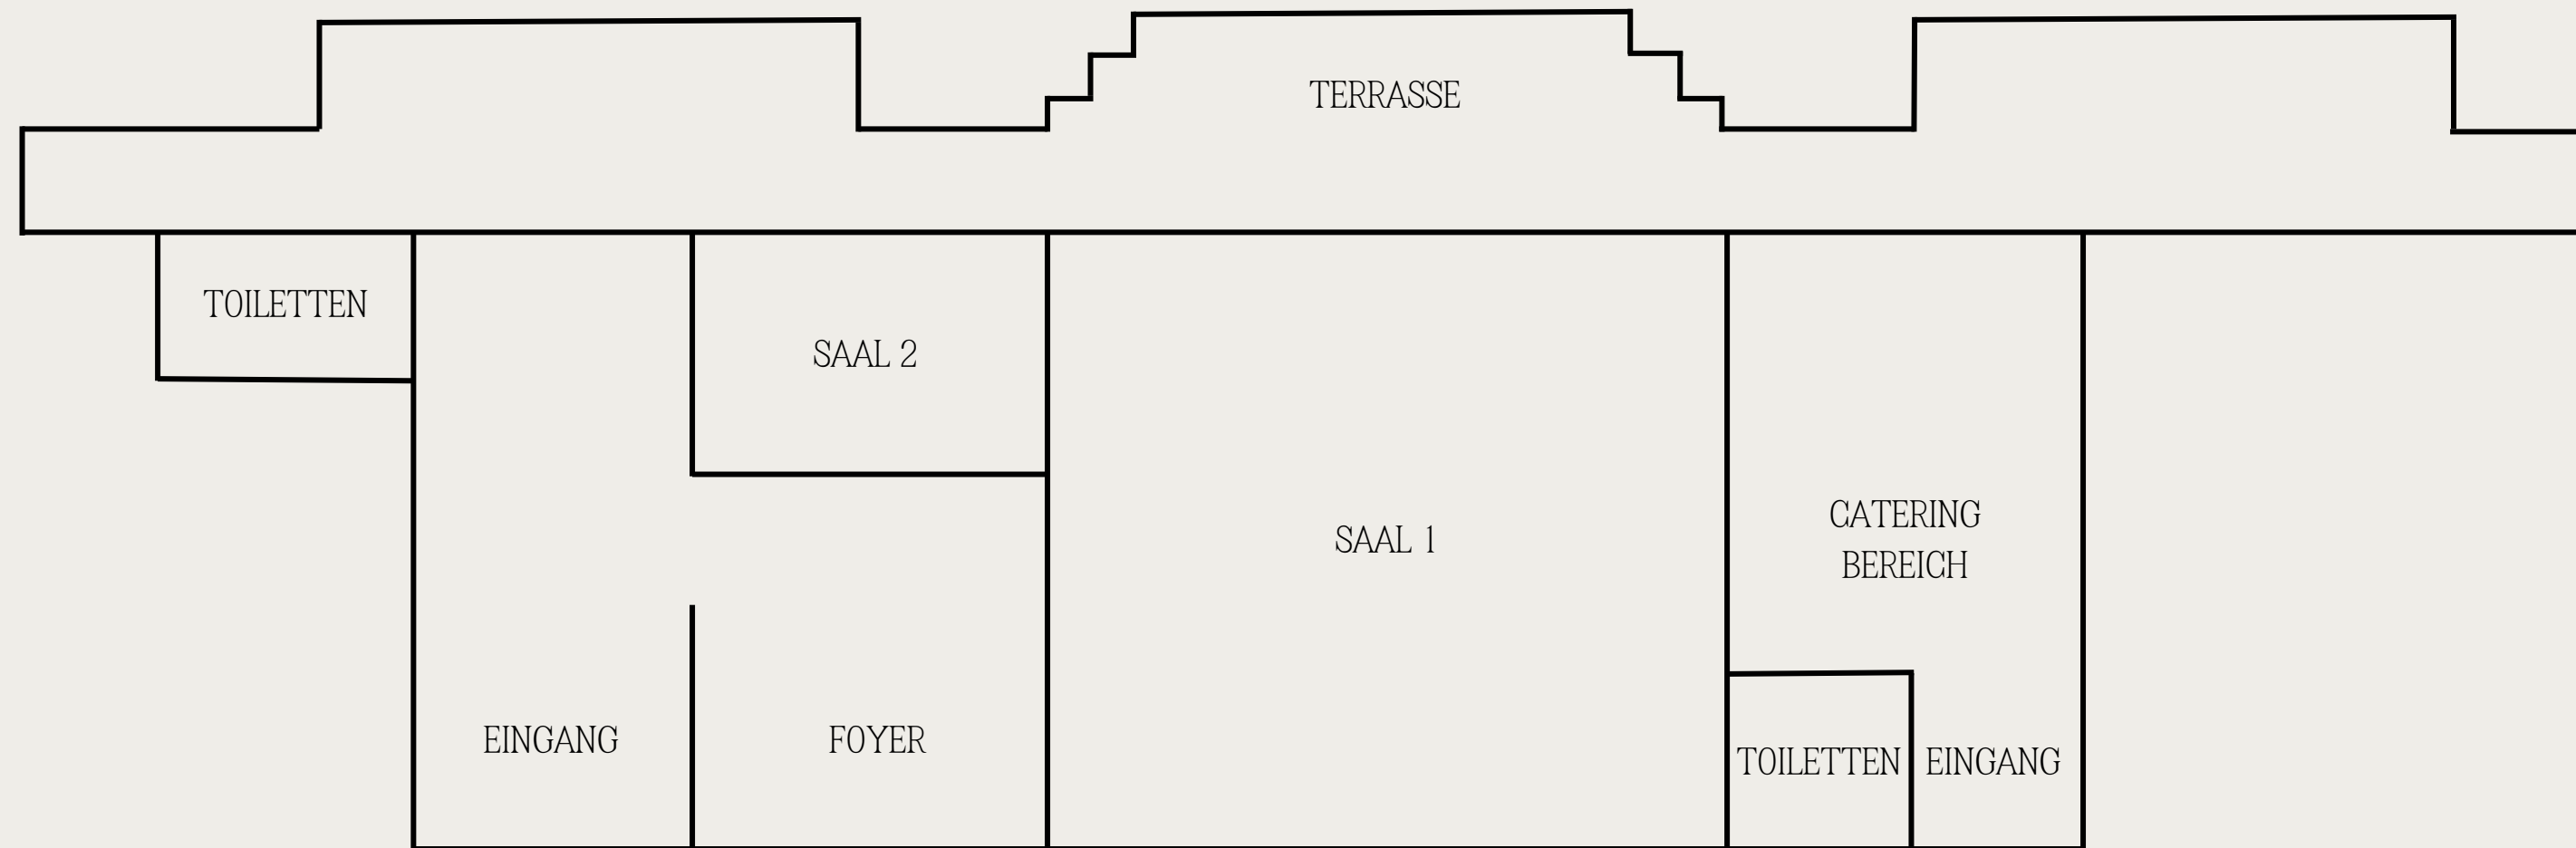 TERRASSE
TOILETTEN
SAAL 2
SAAL 1
CATERING
BEREICH
EINGANG
FOYER
TOILETTEN
EINGANG